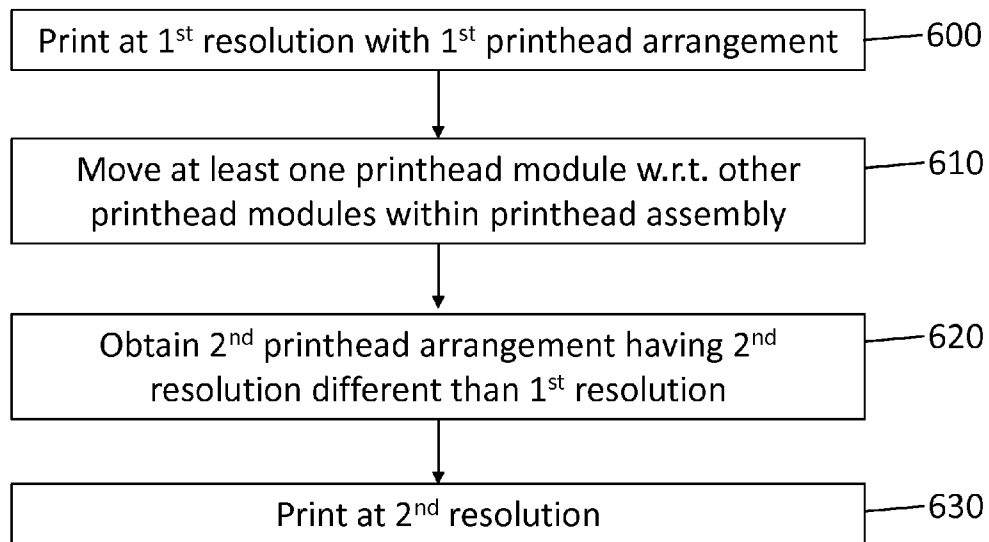 Print at 1st resolution with 1st printhead arrangement
600
Move at least one printhead module w.r.t. other
printhead modules within printhead assembly
610
Obtain 2nd printhead arrangement having 2nd
resolution different than 1st resolution
620
Print at 2nd resolution
630